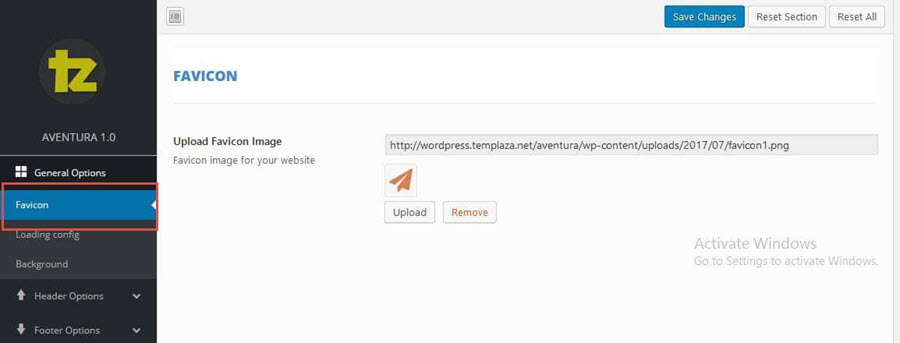 tz
AVENTURA 1.0
General Options
Favicon
Loading config
Background
Header Options
Footer Options
Save Changes
Reset Section
Reset All
FAVICON
Upload Favicon Image
Favicon image for your website
http://wordpress.templaza.net/aventura/wp-content/uploads/2017/07/favicon1.png
Upload
Remove
Activate Windows
Go to Settings to activate Windows.